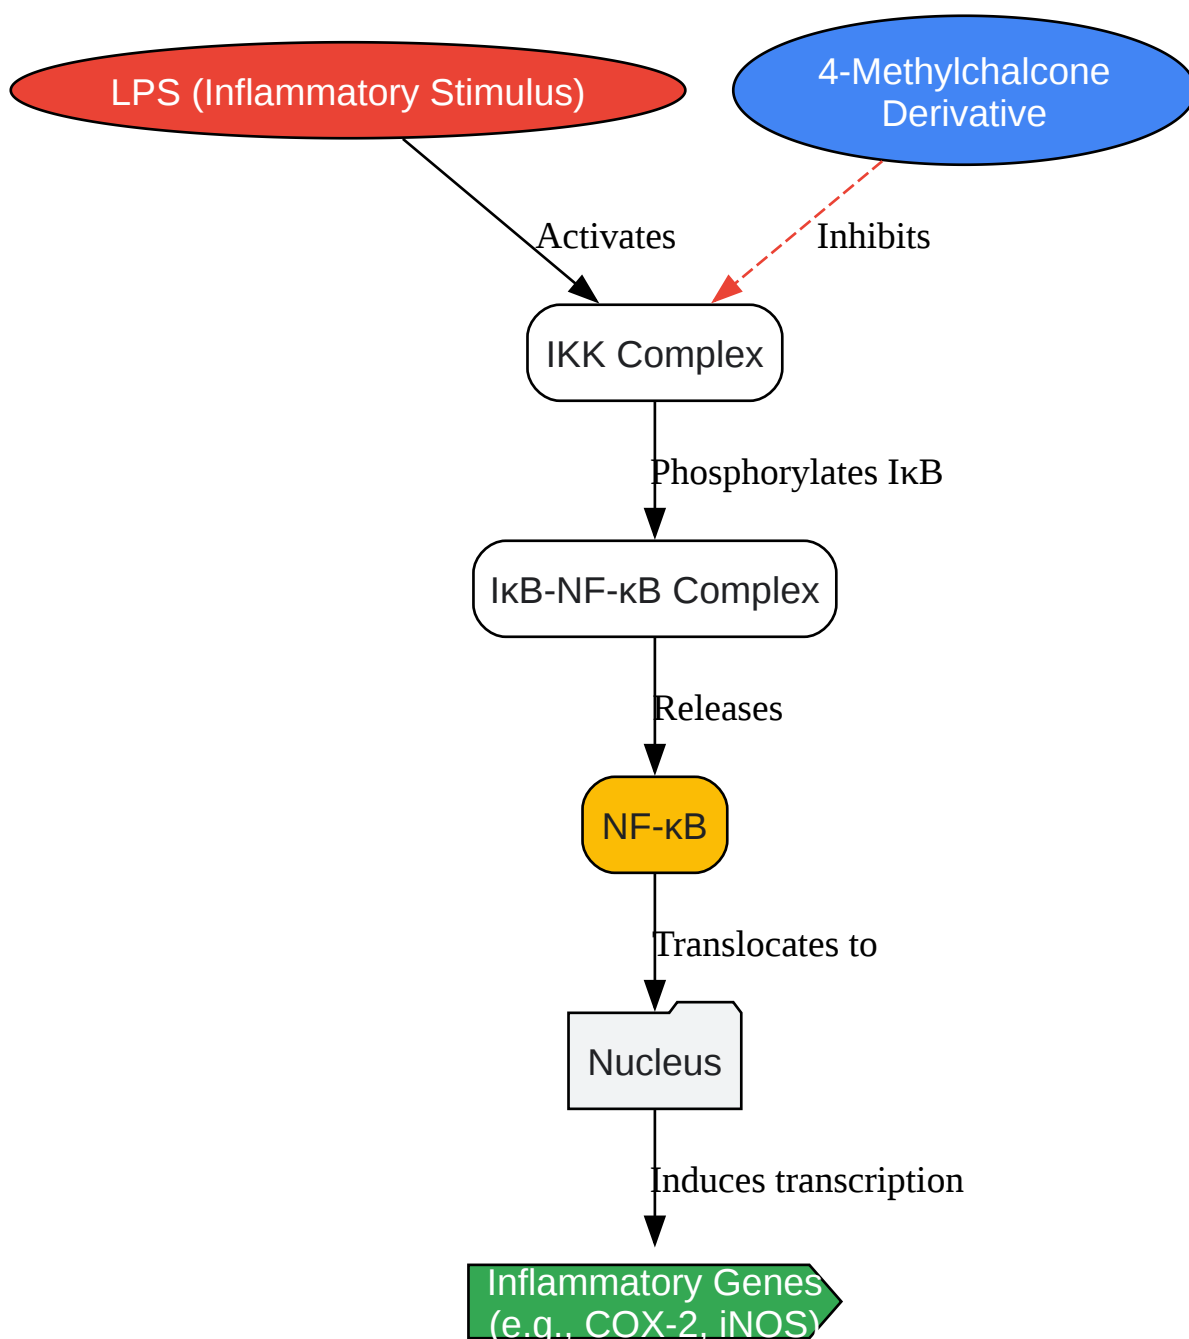 LPS (Inflammatory Stimulus)
4-Methylchalcone
Derivative
Activates
Inhibits
IKK Complex
Phosphorylates IκB
IκB-NF-κB Complex
Releases
NF-κB
Translocates to
Nucleus
Induces transcription
Inflammatory Genes
(e.g., COX-2, iNOS)